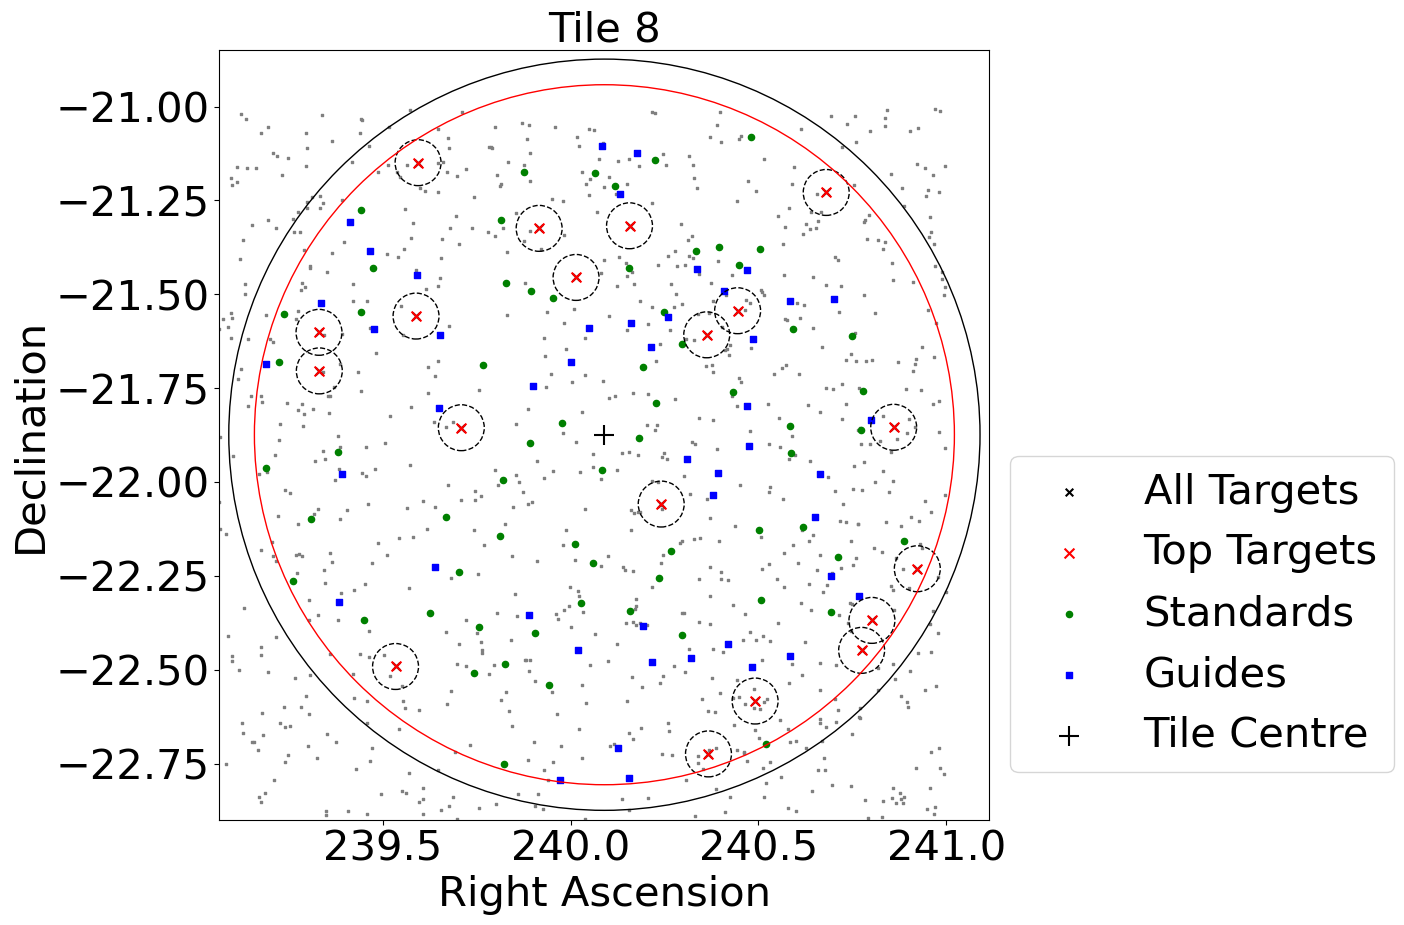 Tile 8
−21.00
−21.25
−21.50
−21.75
−22.00
−22.25
−22.50
−22.75
Declination
239.5 240.0 240.5 241.0
Right Ascension
All Targets
Top Targets
Standards
Guides
Tile Centre